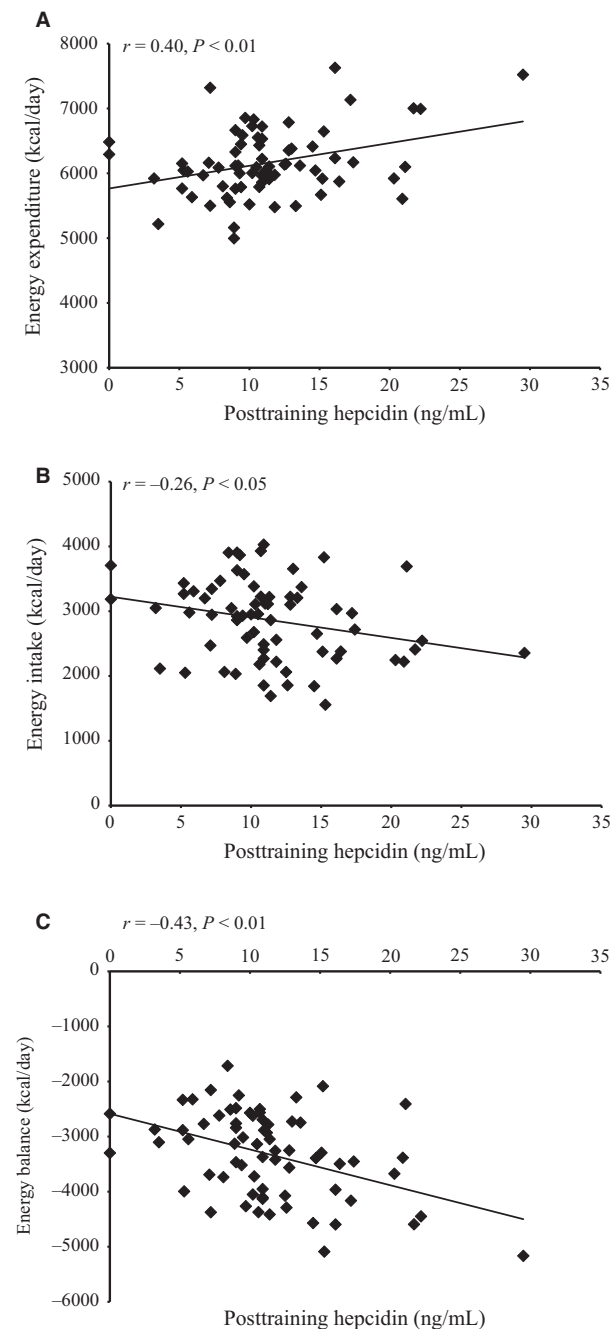 A
r = 0.40, P < 0.01
8000
7000
6000
5000
4000
3000
Energy expenditure (kcal/day)
0 5 10 15 20 25 30 35
Posttraining hepcidin (ng/mL)
B
r = –0.26, P < 0.05
5000
4000
3000
2000
1000
0
Energy intake (kcal/day)
0 5 10 15 20 25 30 35
Posttraining hepcidin (ng/mL)
C
r = –0.43, P < 0.01
0 5 10 15 20 25 30 35
0
–1000
–2000
–3000
–4000
–5000
–6000
Energy balance (kcal/day)
Posttraining hepcidin (ng/mL)